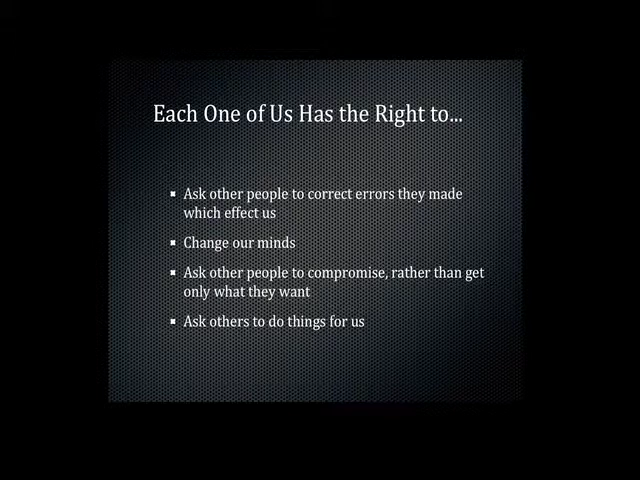 Each One of Us Has the Right to...
Ask other people to correct errors they made
which effect us
Change our minds
Ask other people to compromise, rather than get
only what they want
Ask others to do things for us